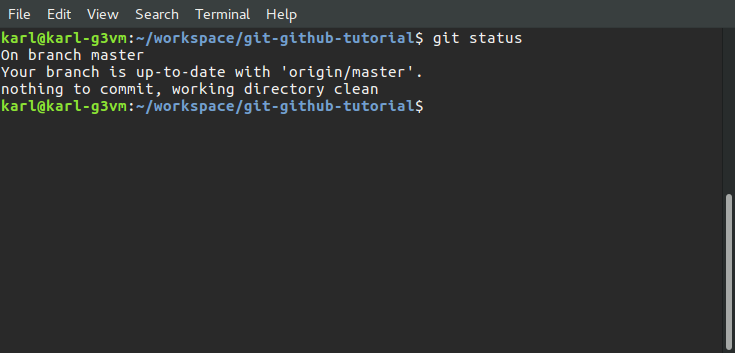 File Edit View Search Terminal Help
karl@karl-g3vm:~/workspace/git-github-tutorial$ git status
On branch master
Your branch is up-to-date with 'origin/master'.
nothing to commit, working directory clean
karl@karl-g3vm:~/workspace/git-github-tutorial$